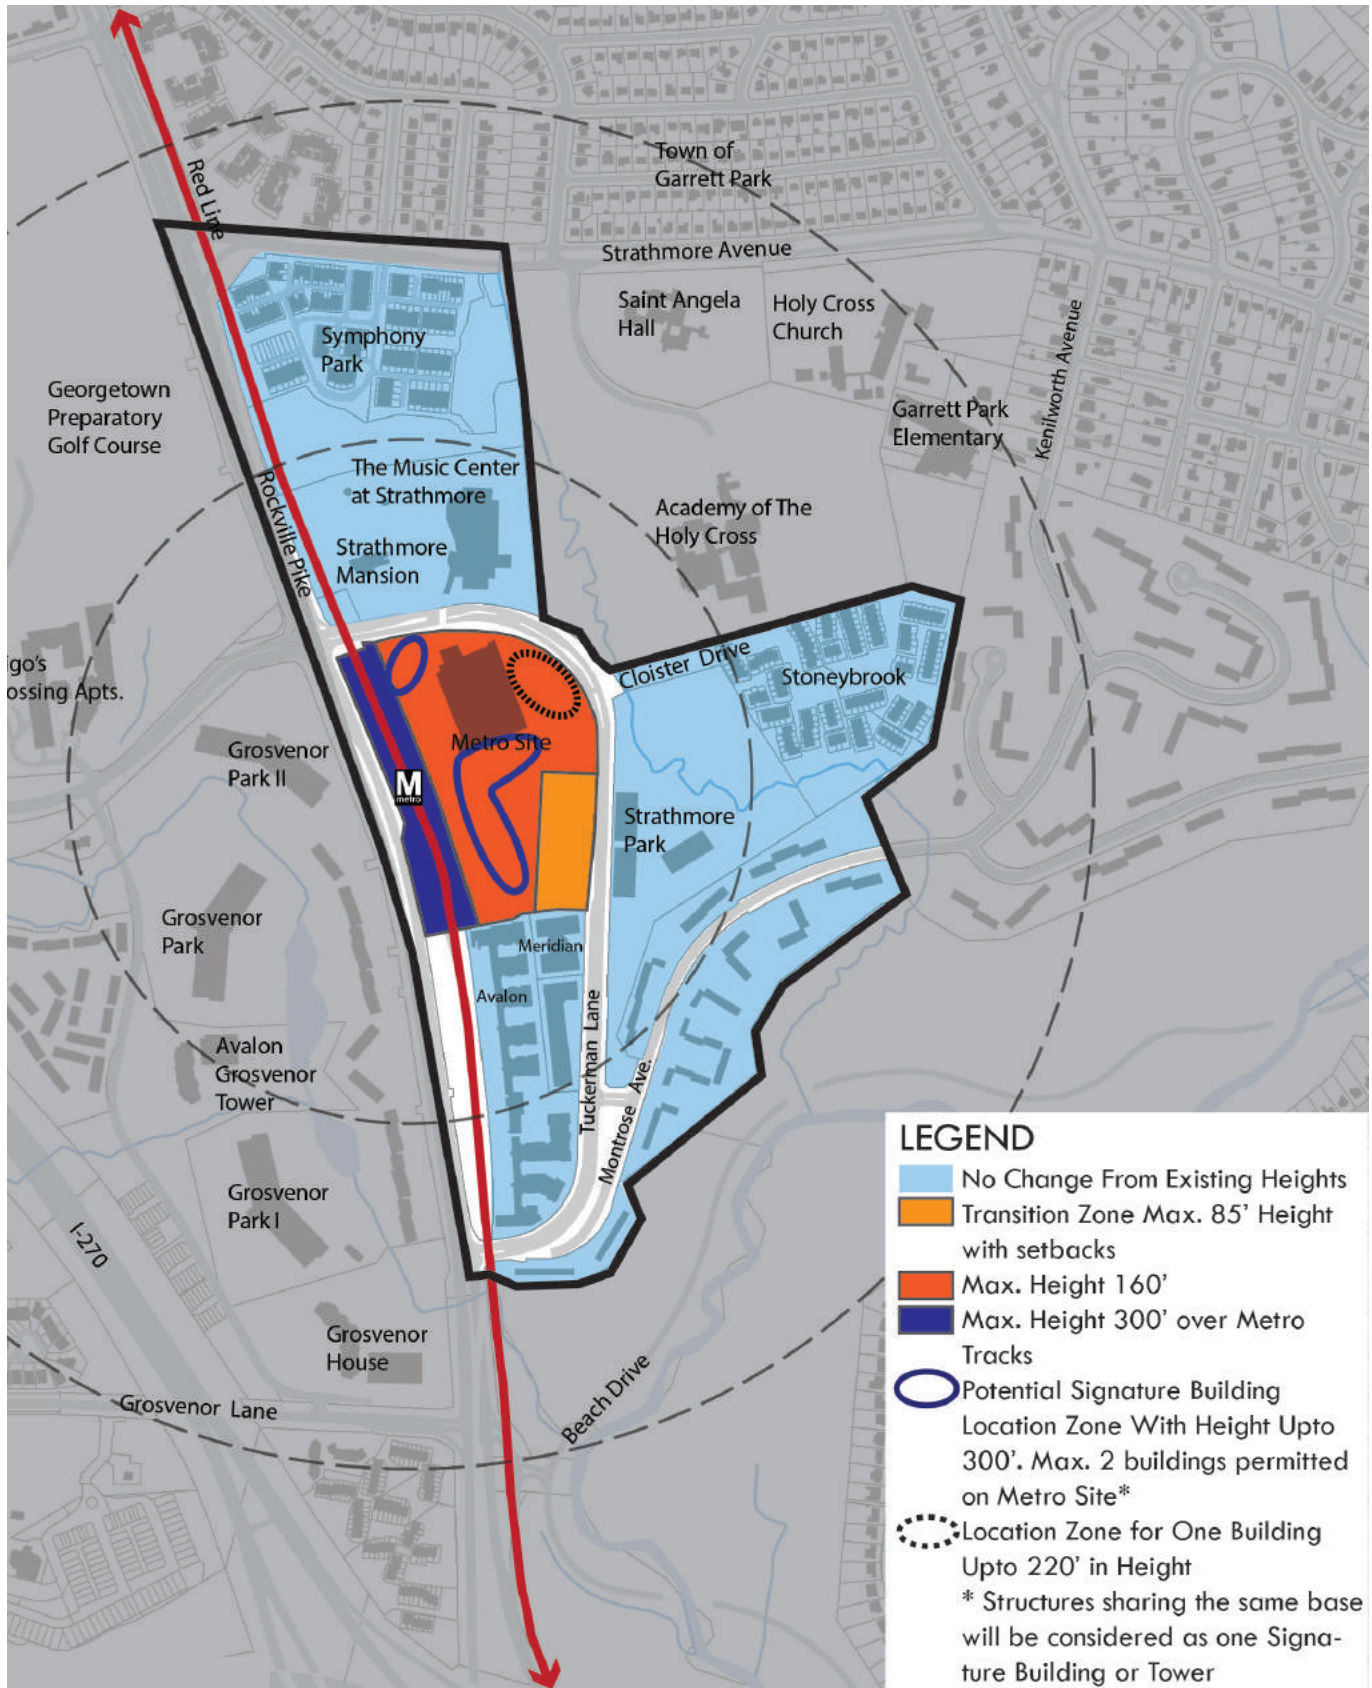 Town of
Garrett Park
Red Line
Strathmore Avenue
Saint Angela
Hall
Holy Cross
Church
Symphony
Park
Kenilworth Avenue
Georgetown
Preparatory
Golf Course
Garrett Park
Elementary
The Music Center
at Strathmore
Rockville Pike
Academy of The
Holy Cross
Strathmore
Mansion
go's
ossing Apts.
Cloister Drive
Stoneybrook
Grosvenor
Park II
Metro Site
M
metro
Strathmore
Park
Grosvenor
Park
Meridian
Avalon
Tuckerman Lane
Avalon
Grosvenor
Tower
Montrose Ave.
Grosvenor
Park I
I-270
Grosvenor
House
Beach Drive
Grosvenor Lane
LEGEND
No Change From Existing Heights
Transition Zone Max. 85' Height
with setbacks
Max. Height 160'
Max. Height 300' over Metro
Tracks
Potential Signature Building
Location Zone With Height Upto
300'. Max. 2 buildings permitted
on Metro Site*
Location Zone for One Building
Upto 220' in Height
* Structures sharing the same base
will be considered as one Signa-
ture Building or Tower